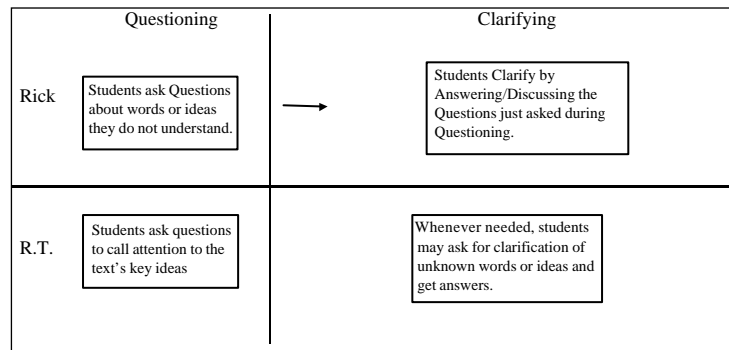 Questioning
Clarifying
Rick
Students ask Questions
about words or ideas
they do not understand.
Students Clarify by
Answering/Discussing the
Questions just asked during
Questioning.
R.T.
Students ask questions
to call attention to the
text’s key ideas
Whenever needed, students
may ask for clarification of
unknown words or ideas and
get answers.